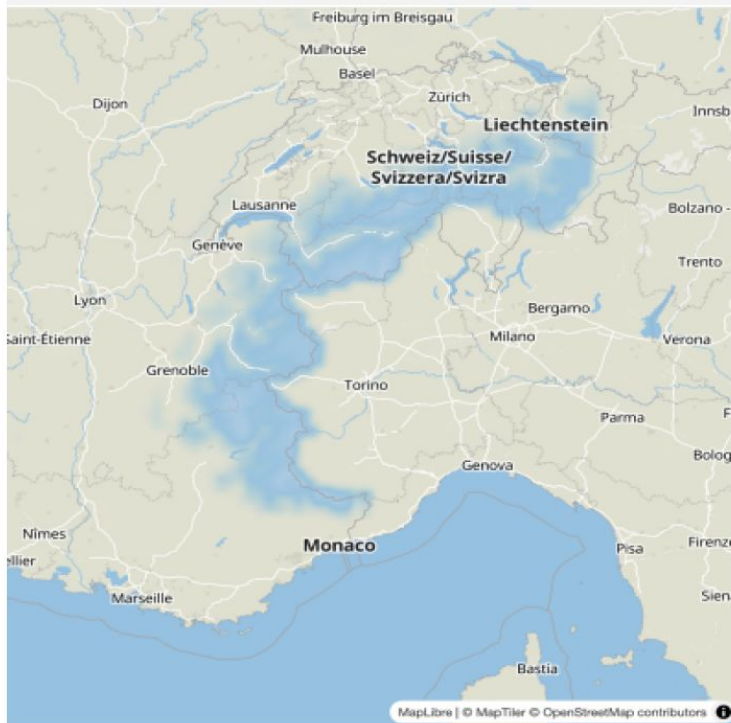 Freiburg im Breisgau
Mulhouse
Basel
Zürich
Dijon
Liechtenstein
Innsb
Schweiz/Suisse/
Svizzera/Svizra
Lausanne
Bolzano -
Genève
Trento
Lyon
Bergamo
Saint-Étienne
Milano
Verona
Grenoble
Torino
Parma
F
Bolog
Genova
Nîmes
Monaco
Firenze
ellier
Pisa
Marseille
Sien
Bastia
MapLibre | © MapTiler © OpenStreetMap contributors